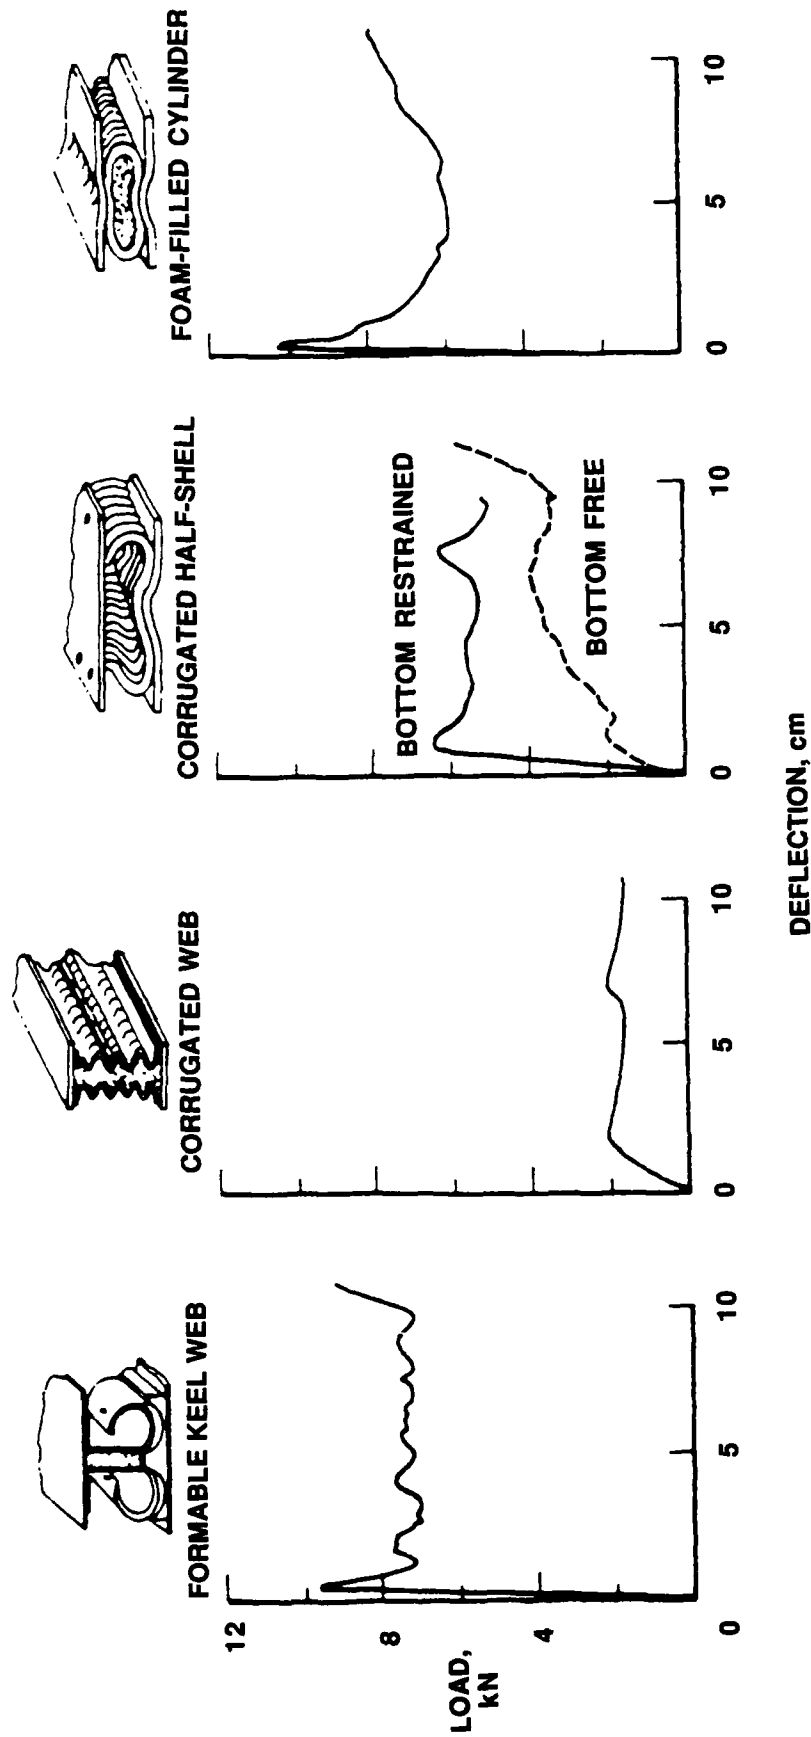 FORMABLE KEEL WEB
CORRUGATED WEB
CORRUGATED HALF-SHELL
FOAM-FILLED CYLINDER
12
8
LOAD,
kN
4
0
BOTTOM RESTRAINED
BOTTOM FREE
5
10
0
5
10
0
5
10
0
5
10
DEFLECTION, cm